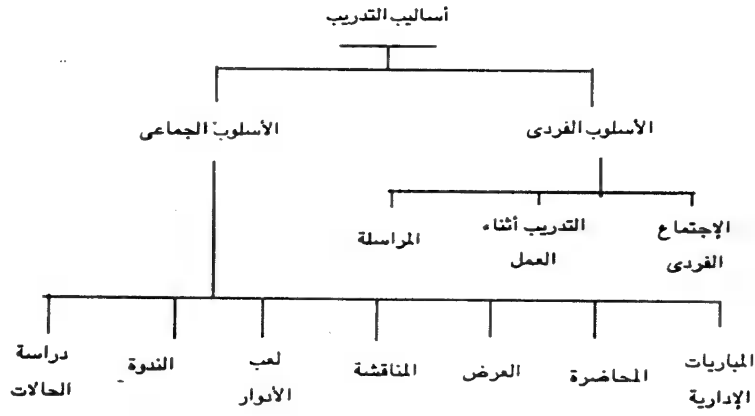 أساليب التدريب
الأسلوب الفردى
الأسلوب الجماعى
الإجتماع
الفردى
التدريب أثناء
العمل
المراسلة
المباريات
الإدارية
المحاضرة
العرض
المناقشة
لعب
الأدوار
الندوة
دراسة
الحالات